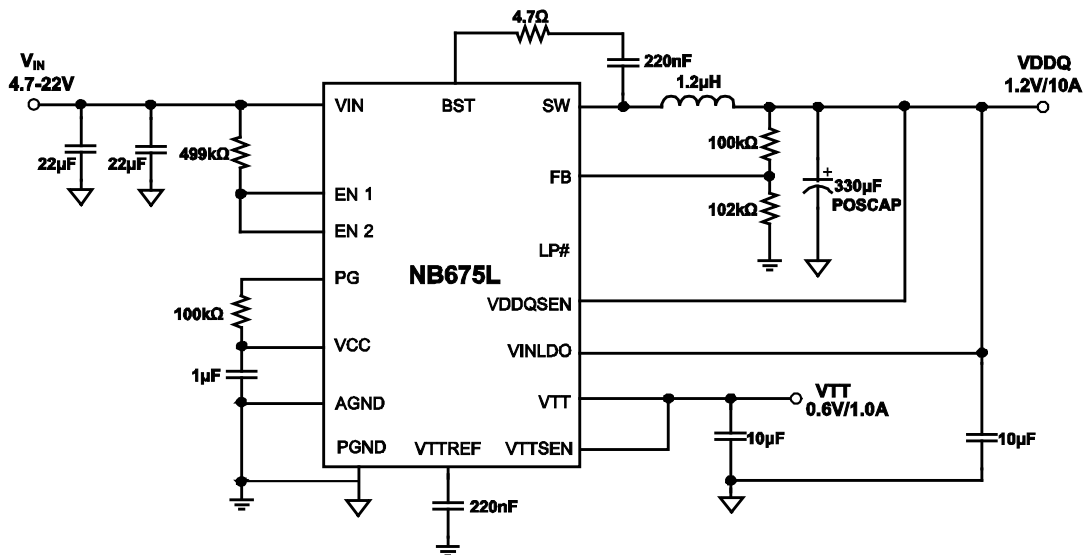 4.7Ω
V_IN
4.7-22V
220nF
1.2µH
VDDQ
1.2V/10A
VIN
BST
SW
22µF
22µF
499kΩ
100kΩ
FB
EN 1
EN 2
330µF
POSCAP
+
102kΩ
LP#
NB675L
PG
VDDQSEN
100kΩ
VCC
VINLDO
1µF
AGND
VTT
VTT
0.6V/1.0A
PGND
VTTREF
VTTSEN
10µF
10µF
220nF